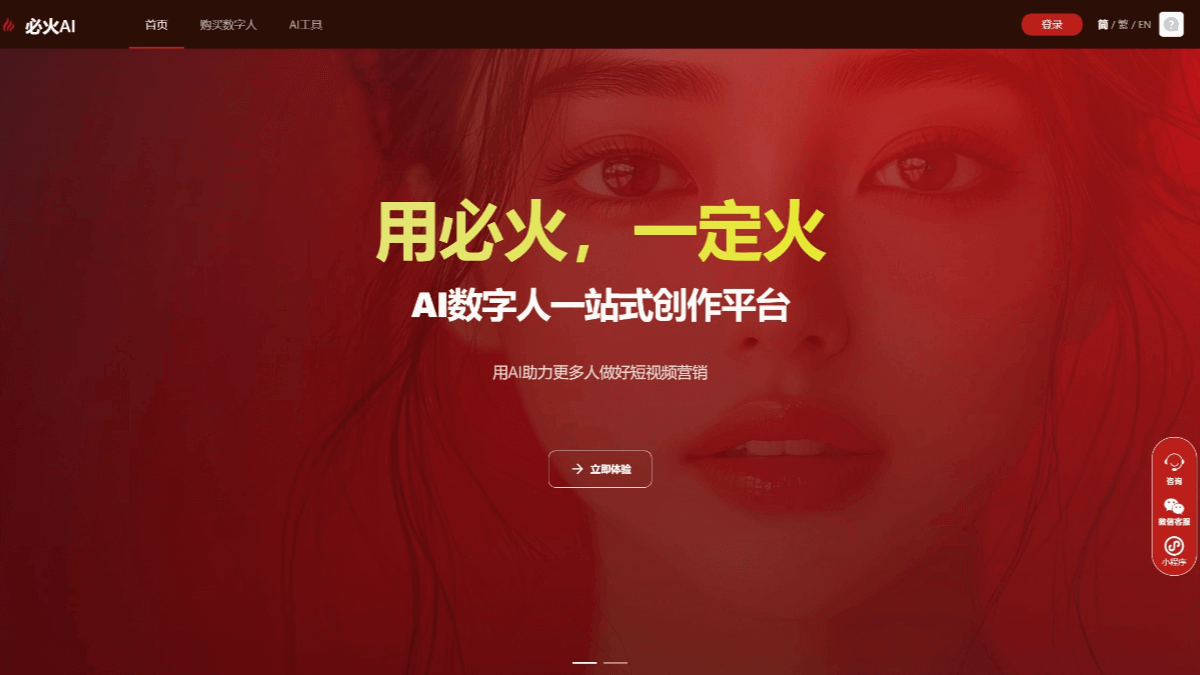 必火AI
首页
购买数字人
AI工具
登录
简 / 繁 / EN
?
用必火，一定火
AI数字人一站式创作平台
用AI助力更多人做好短视频营销
→ 立即体验
咨询
微信客服
小程序